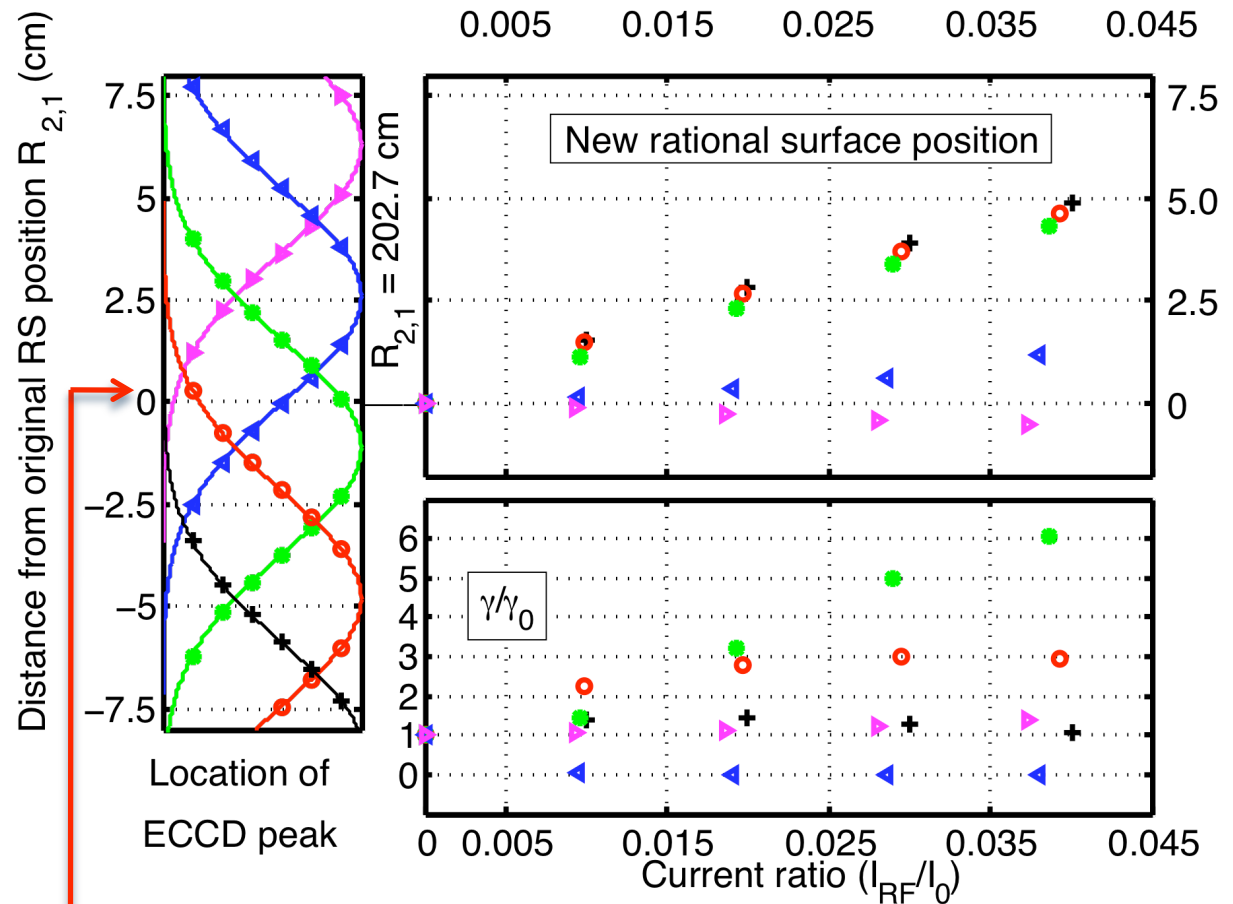 0.005 0.015 0.025 0.035 0.045
Distance from original RS position R2,1 (cm)
7.5
5
2.5
0
−2.5
−5
−7.5
Location of
ECCD peak
R2,1 = 202.7 cm
New rational surface position
7.5
5.0
2.5
0
γ/γ0
6
5
4
3
2
1
0
0 0.005 0.015 0.025 0.035 0.045
Current ratio (IRF/I0)